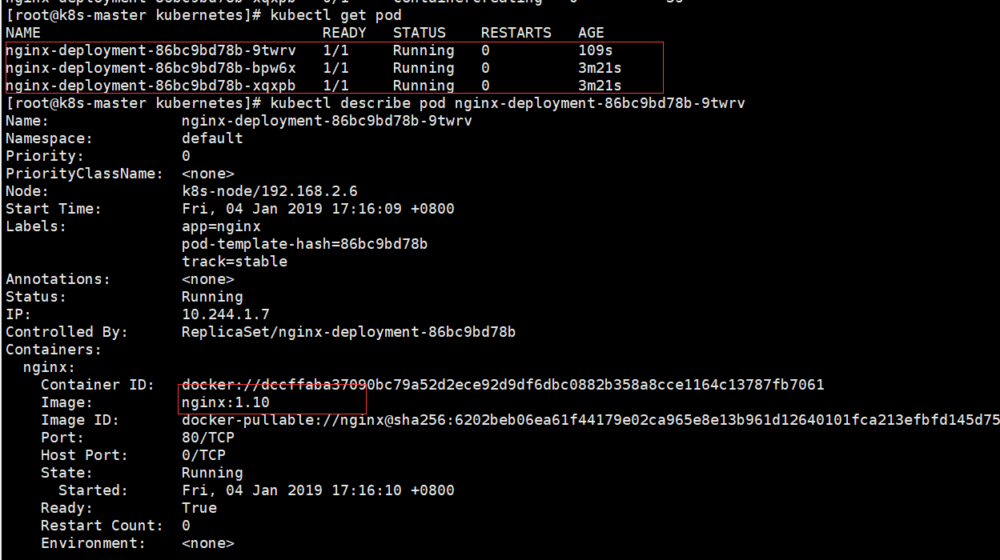 [root@k8s-master kubernetes]# kubectl get pod
NAME                                READY   STATUS    RESTARTS   AGE
nginx-deployment-86bc9bd78b-9twrv   1/1     Running   0          109s
nginx-deployment-86bc9bd78b-bpw6x   1/1     Running   0          3m21s
nginx-deployment-86bc9bd78b-xqxpb   1/1     Running   0          3m21s
[root@k8s-master kubernetes]# kubectl describe pod nginx-deployment-86bc9bd78b-9twrv
Name:               nginx-deployment-86bc9bd78b-9twrv
Namespace:          default
Priority:           0
PriorityClassName:  <none>
Node:               k8s-node/192.168.2.6
Start Time:         Fri, 04 Jan 2019 17:16:09 +0800
Labels:             app=nginx
                    pod-template-hash=86bc9bd78b
                    track=stable
Annotations:        <none>
Status:             Running
IP:                 10.244.1.7
Controlled By:      ReplicaSet/nginx-deployment-86bc9bd78b
Containers:
  nginx:
    Container ID:   docker://dccffaba37090bc79a52d2ece92d9df6dbc0882b358a8cce1164c13787fb7061
    Image:          nginx:1.10
    Image ID:       docker-pullable://nginx@sha256:6202beb06ea61f44179e02ca965e8e13b961d12640101fca213efbfd145d75
    Port:           80/TCP
    Host Port:      0/TCP
    State:          Running
      Started:      Fri, 04 Jan 2019 17:16:10 +0800
    Ready:          True
    Restart Count:  0
    Environment:    <none>